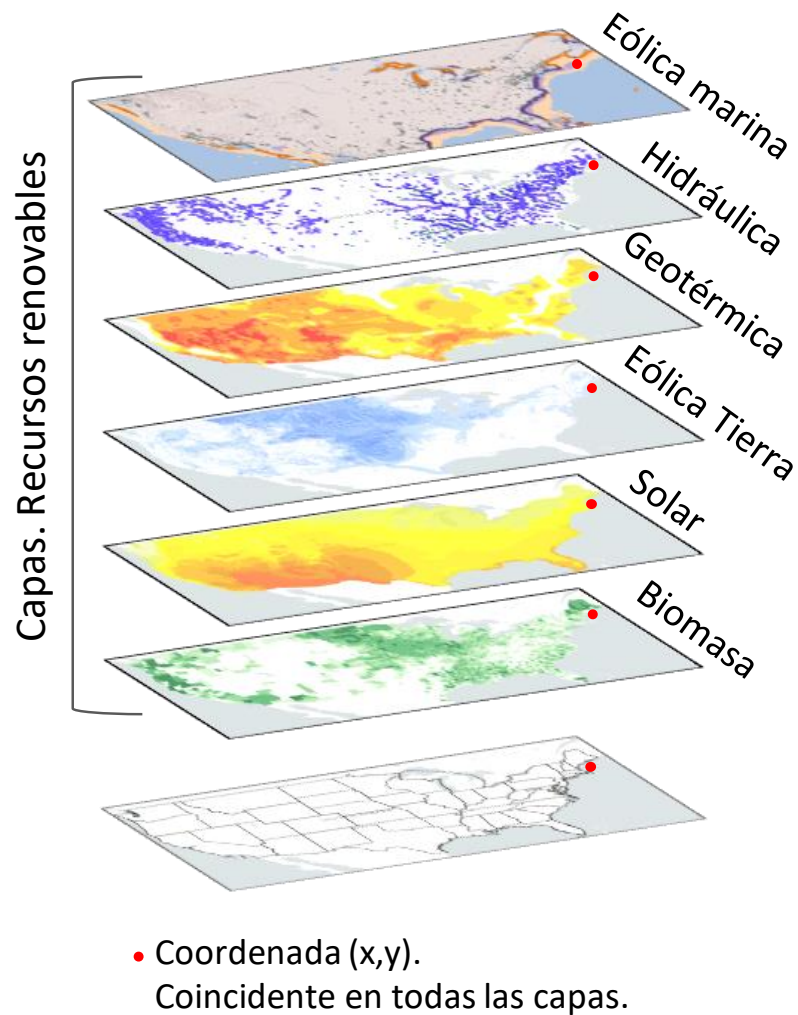 Eólica marina
Hidráulica
Geotérmica
Eólica Tierra
Solar
Biomasa
Capas. Recursos renovables
Coordenada (x,y).
Coincidente en todas las capas.